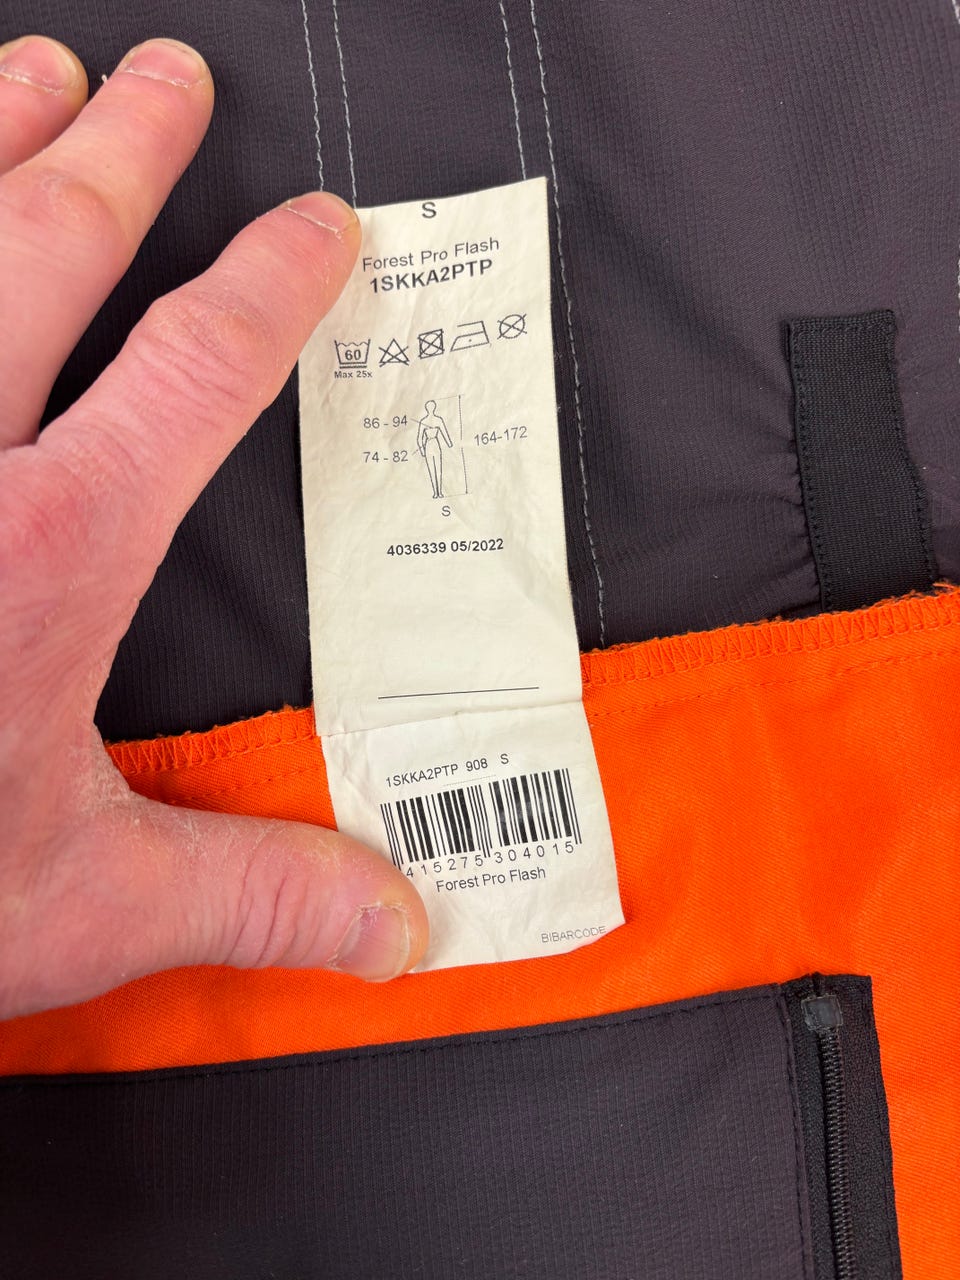 S
Forest Pro Flash
1SKKA2PTP
60
Max 25x
86 - 94
74 - 82
164-172
S
4036339 05/2022
1SKKA2PTP 908 S
415275 304015
Forest Pro Flash
BIBARCODE